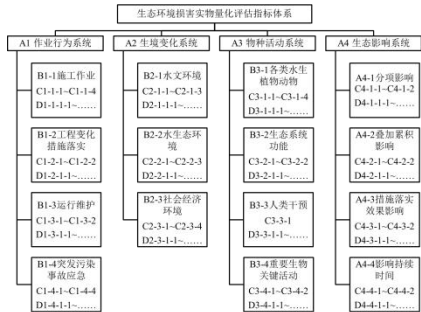 生态环境损害实物量化评估指标体系
A1 作业行为系统
B1-1施工作业
C1-1-1~C1-1-4
D1-1-1-1~……
B1-2工程变化
措施落实
C1-2-1~C1-2-2
D1-2-1-1~……
B1-3运行维护
C1-3-1~C1-3-2
D1-3-1-1~……
B1-4突发污染
事故应急
C1-4-1~C1-4-4
D1-4-1-1~……
A2 生境变化系统
B2-1水文环境
C2-1-1~C2-1-3
D2-1-1-1~……
B2-2水生态环
境
C2-2-1~C2-2-3
D2-2-1-1~……
B2-3社会经济
环境
C2-3-1~C2-3-4
D2-3-1-1~……
A3 物种活动系统
B3-1各类水生
植物动物
C3-1-1~C3-1-4
D3-1-1-1~……
B3-2生态系统
功能
C3-2-1~C3-2-2
D3-2-1-1~……
B3-3人类干预
C3-3-1
D3-3-1-1~……
B3-4重要生物
关键活动
C3-4-1~C3-4-2
D3-4-1-1~……
A4 生态影响系统
A4-1分项影响
C4-1-1~C4-1-2
D4-1-1-1~……
A4-2叠加累积
影响
C4-2-1~C4-2-2
D4-2-1-1~……
A4-3措施落实
效果影响
C4-3-1~C4-3-2
D4-3-1-1~……
A4-4影响持续
时间
C4-4-1~C4-4-2
D4-4-1-1~……